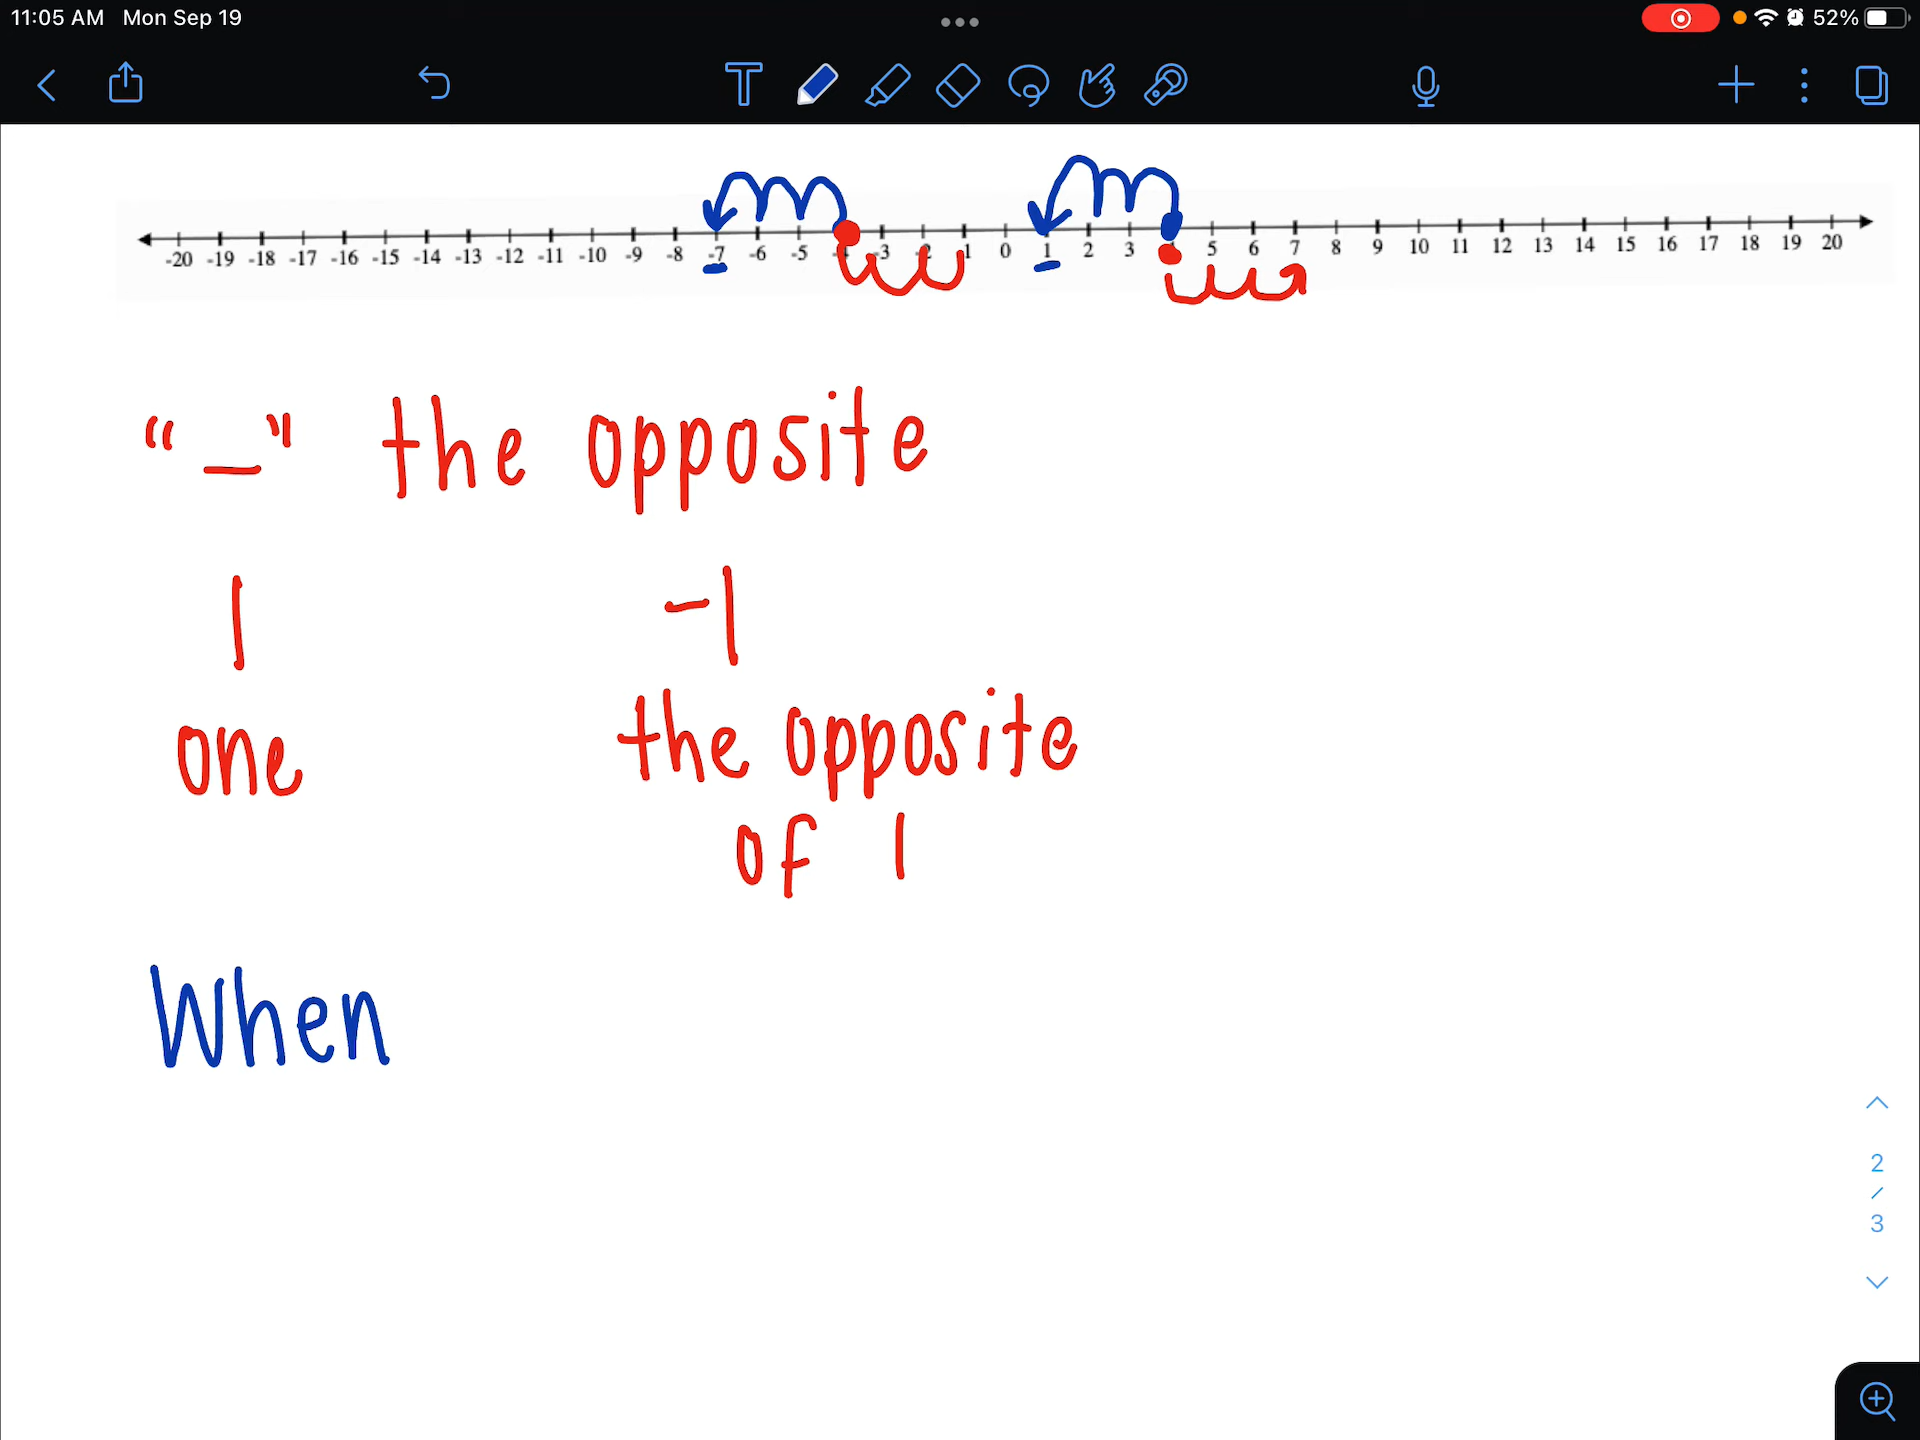 11:05 AM Mon Sep 19
52%
-20 -19 -18 -17 -16 -15 -14 -13 -12 -11 -10 -9 -8 -7 -6 -5 -3 0 1 2 3 5 6 7 8 9 10 11 12 13 14 15 16 17 18 19 20
“–” the opposite
1 -1
one the opposite
of 1
When
2
/
3